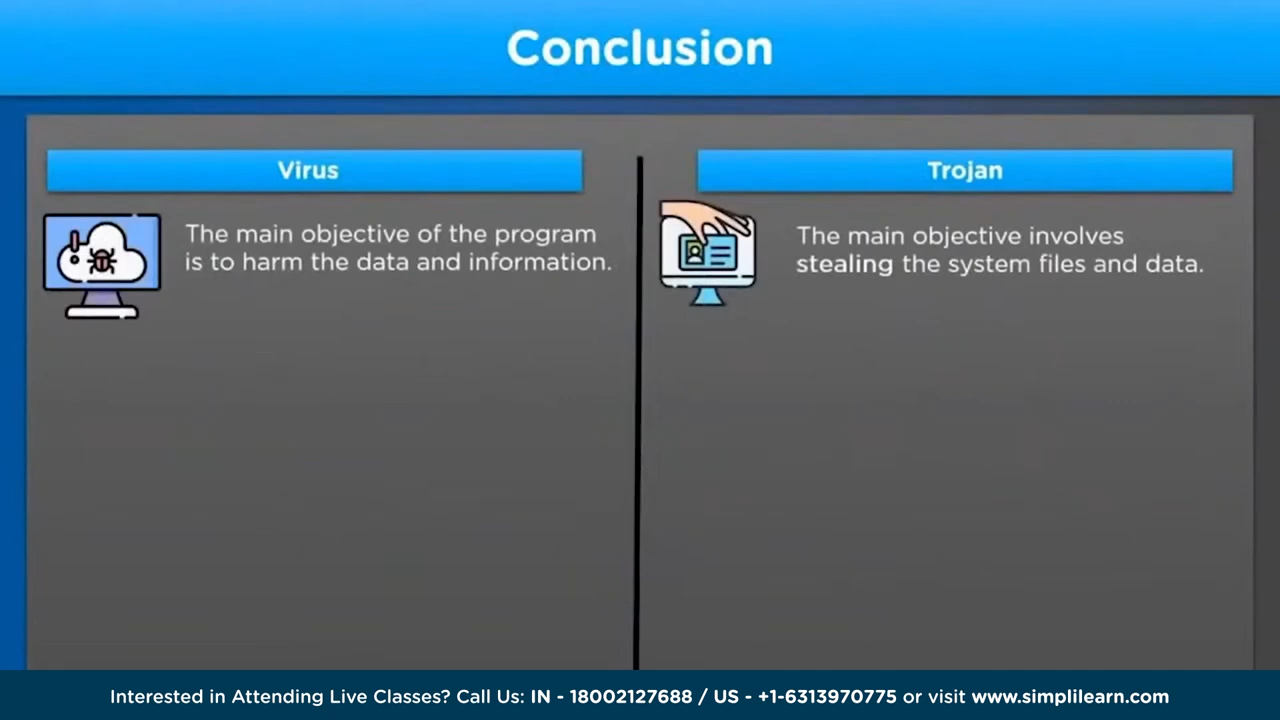 Conclusion
Virus
The main objective of the program
is to harm the data and information.
Trojan
The main objective involves
stealing the system files and data.
Interested in Attending Live Classes? Call Us: IN - 18002127688 / US - +1-6313970775 or visit www.simplilearn.com